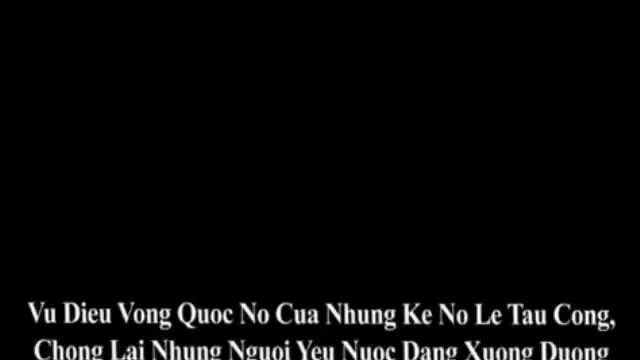 Vu Dieu Vong Quoc No Cua Nhung Ke No Le Tau Cong,
Chong Lai Nhung Nguoi Yeu Nuoc Dang Xuong Duong